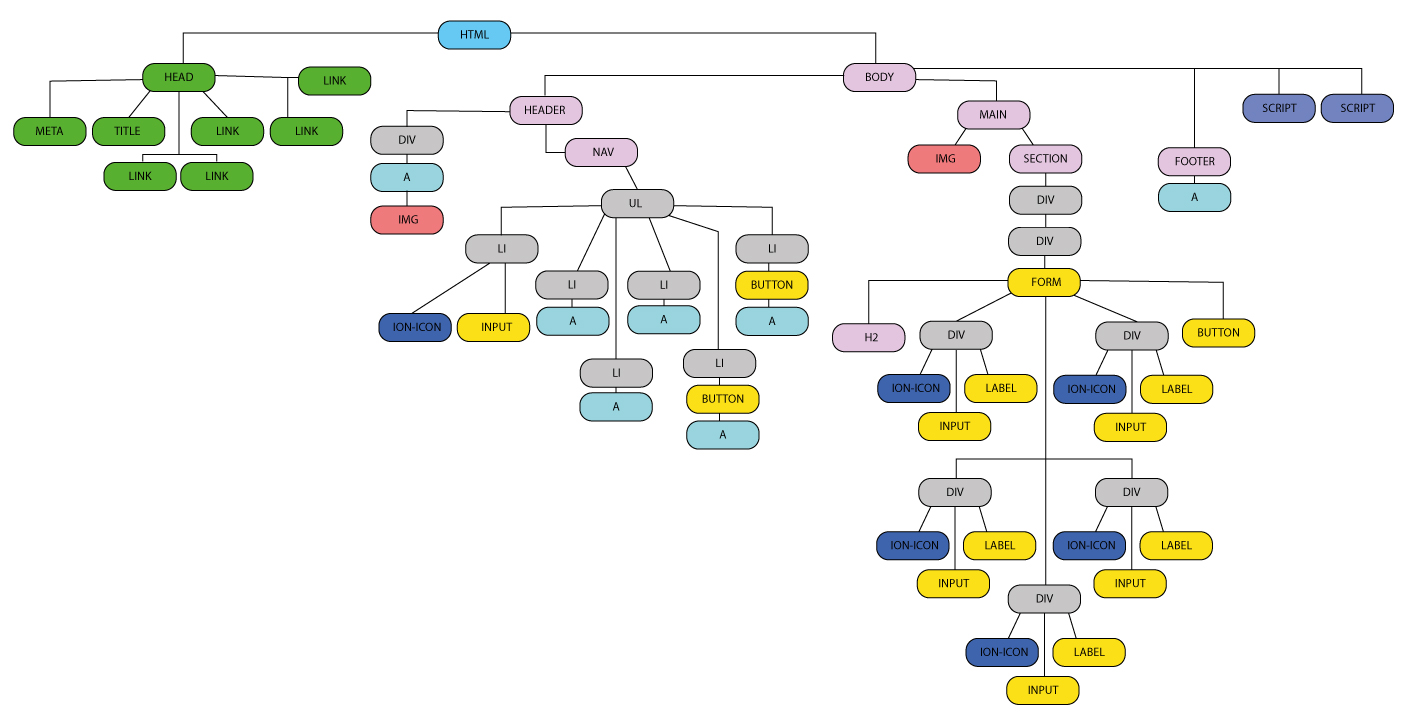 HTML
HEAD
LINK
META
TITLE
LINK
LINK
LINK
LINK
BODY
HEADER
DIV
A
IMG
NAV
UL
LI
ION-ICON
INPUT
LI
A
LI
A
LI
A
LI
BUTTON
A
LI
BUTTON
A
MAIN
IMG
SECTION
DIV
DIV
FORM
H2
DIV
ION-ICON
LABEL
INPUT
DIV
ION-ICON
LABEL
INPUT
BUTTON
DIV
ION-ICON
LABEL
INPUT
DIV
ION-ICON
LABEL
INPUT
DIV
ION-ICON
LABEL
INPUT
FOOTER
A
SCRIPT
SCRIPT